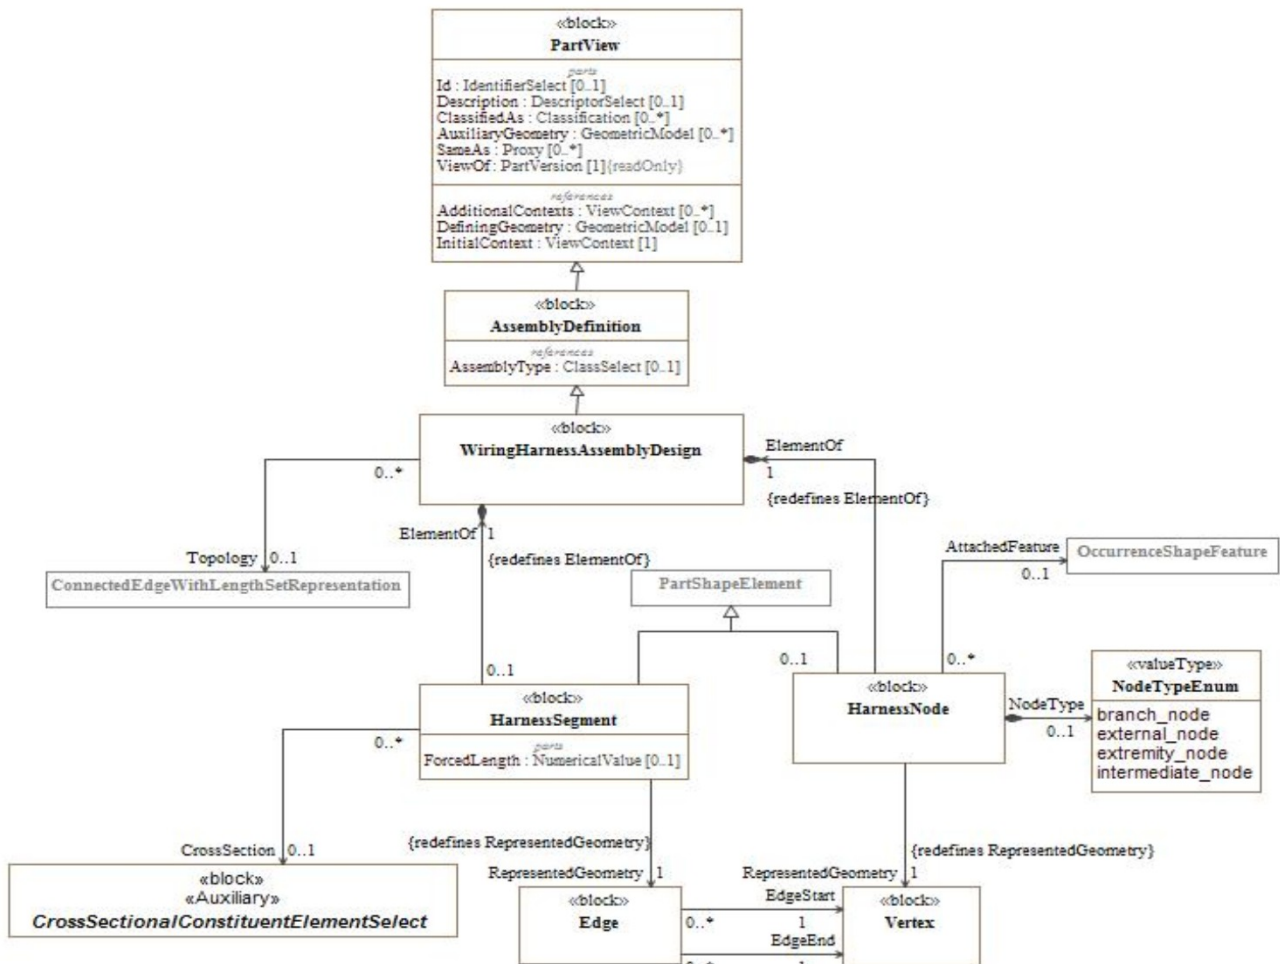 «block»
PartView
parts
Id : IdentifierSelect [0..1]
Description : DescriptorSelect [0..1]
ClassifiedAs : Classification [0..*]
AuxiliaryGeometry : GeometricModel [0..*]
SameAs : Proxy [0..*]
ViewOf : PartVersion [1]{readOnly}
references
AdditionalContexts : ViewContext [0..*]
DefiningGeometry : GeometricModel [0..1]
InitialContext : ViewContext [1]
«block»
AssemblyDefinition
references
AssemblyType : ClassSelect [0..1]
«block»
WiringHarnessAssemblyDesign
ElementOf
1
{redefines ElementOf}
0..*
ElementOf 1
{redefines ElementOf}
Topology 0..1
ConnectedEdgeWithLengthSetRepresentation
PartShapeElement
AttachedFeature
0..1
OccurrenceShapeFeature
0..1
0..1
0..*
«block»
HarnessSegment
parts
ForcedLength : NumericalValue [0..1]
«block»
HarnessNode
NodeType
0..1
«valueType»
NodeTypeEnum
branch_node
external_node
extremity_node
intermediate_node
0..*
CrossSection 0..1
«block»
«Auxiliary»
CrossSectionalConstituentElementSelect
{redefines RepresentedGeometry}
RepresentedGeometry 1
{redefines RepresentedGeometry}
RepresentedGeometry 1
«block»
Edge
EdgeStart
0..* 1
EdgeEnd
0..* 1
«block»
Vertex